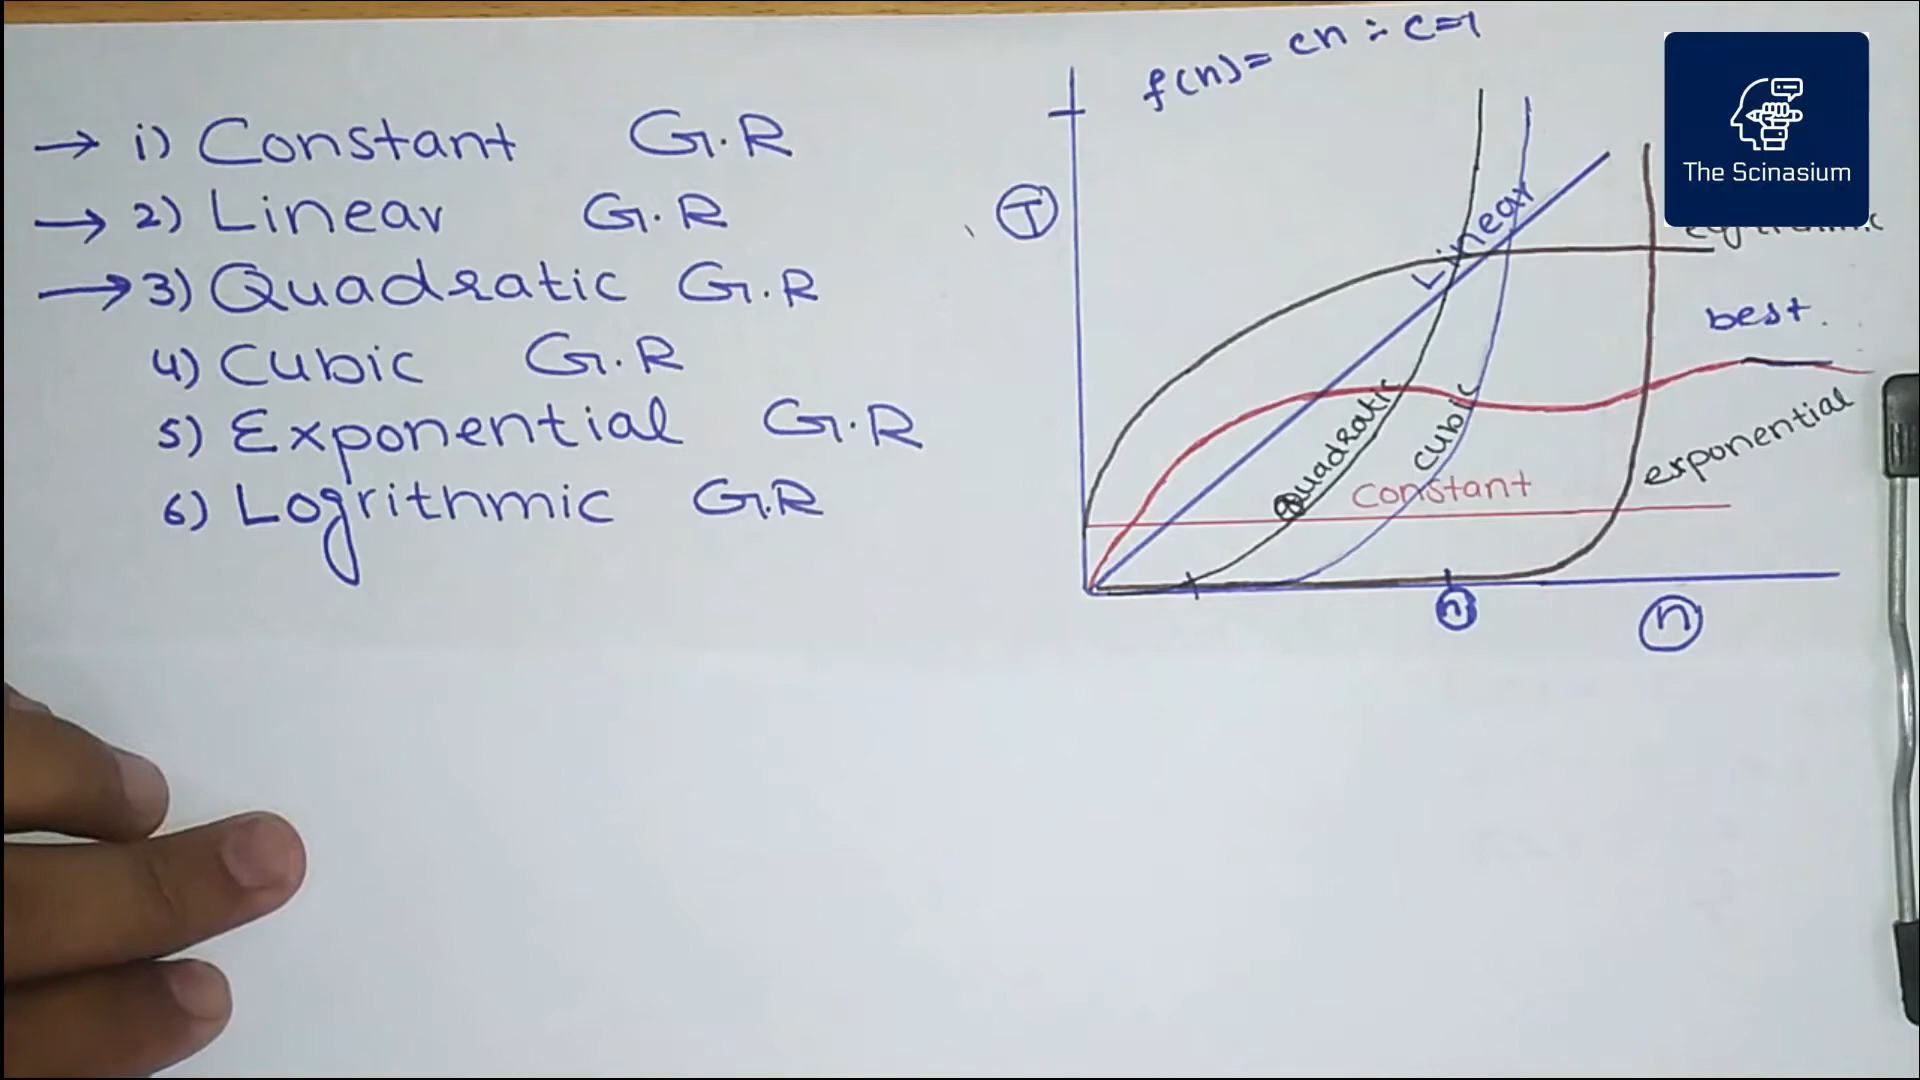 → i) Constant G.R
→ 2) Linear G.R
→ 3) Quadratic G.R
4) Cubic G.R
5) Exponential G.R
6) Logrithmic G.R
f(n) = cn :- c=1
The Scinasium
T
Linear
best.
Quadratic
cubic
Constant
exponential
n
n